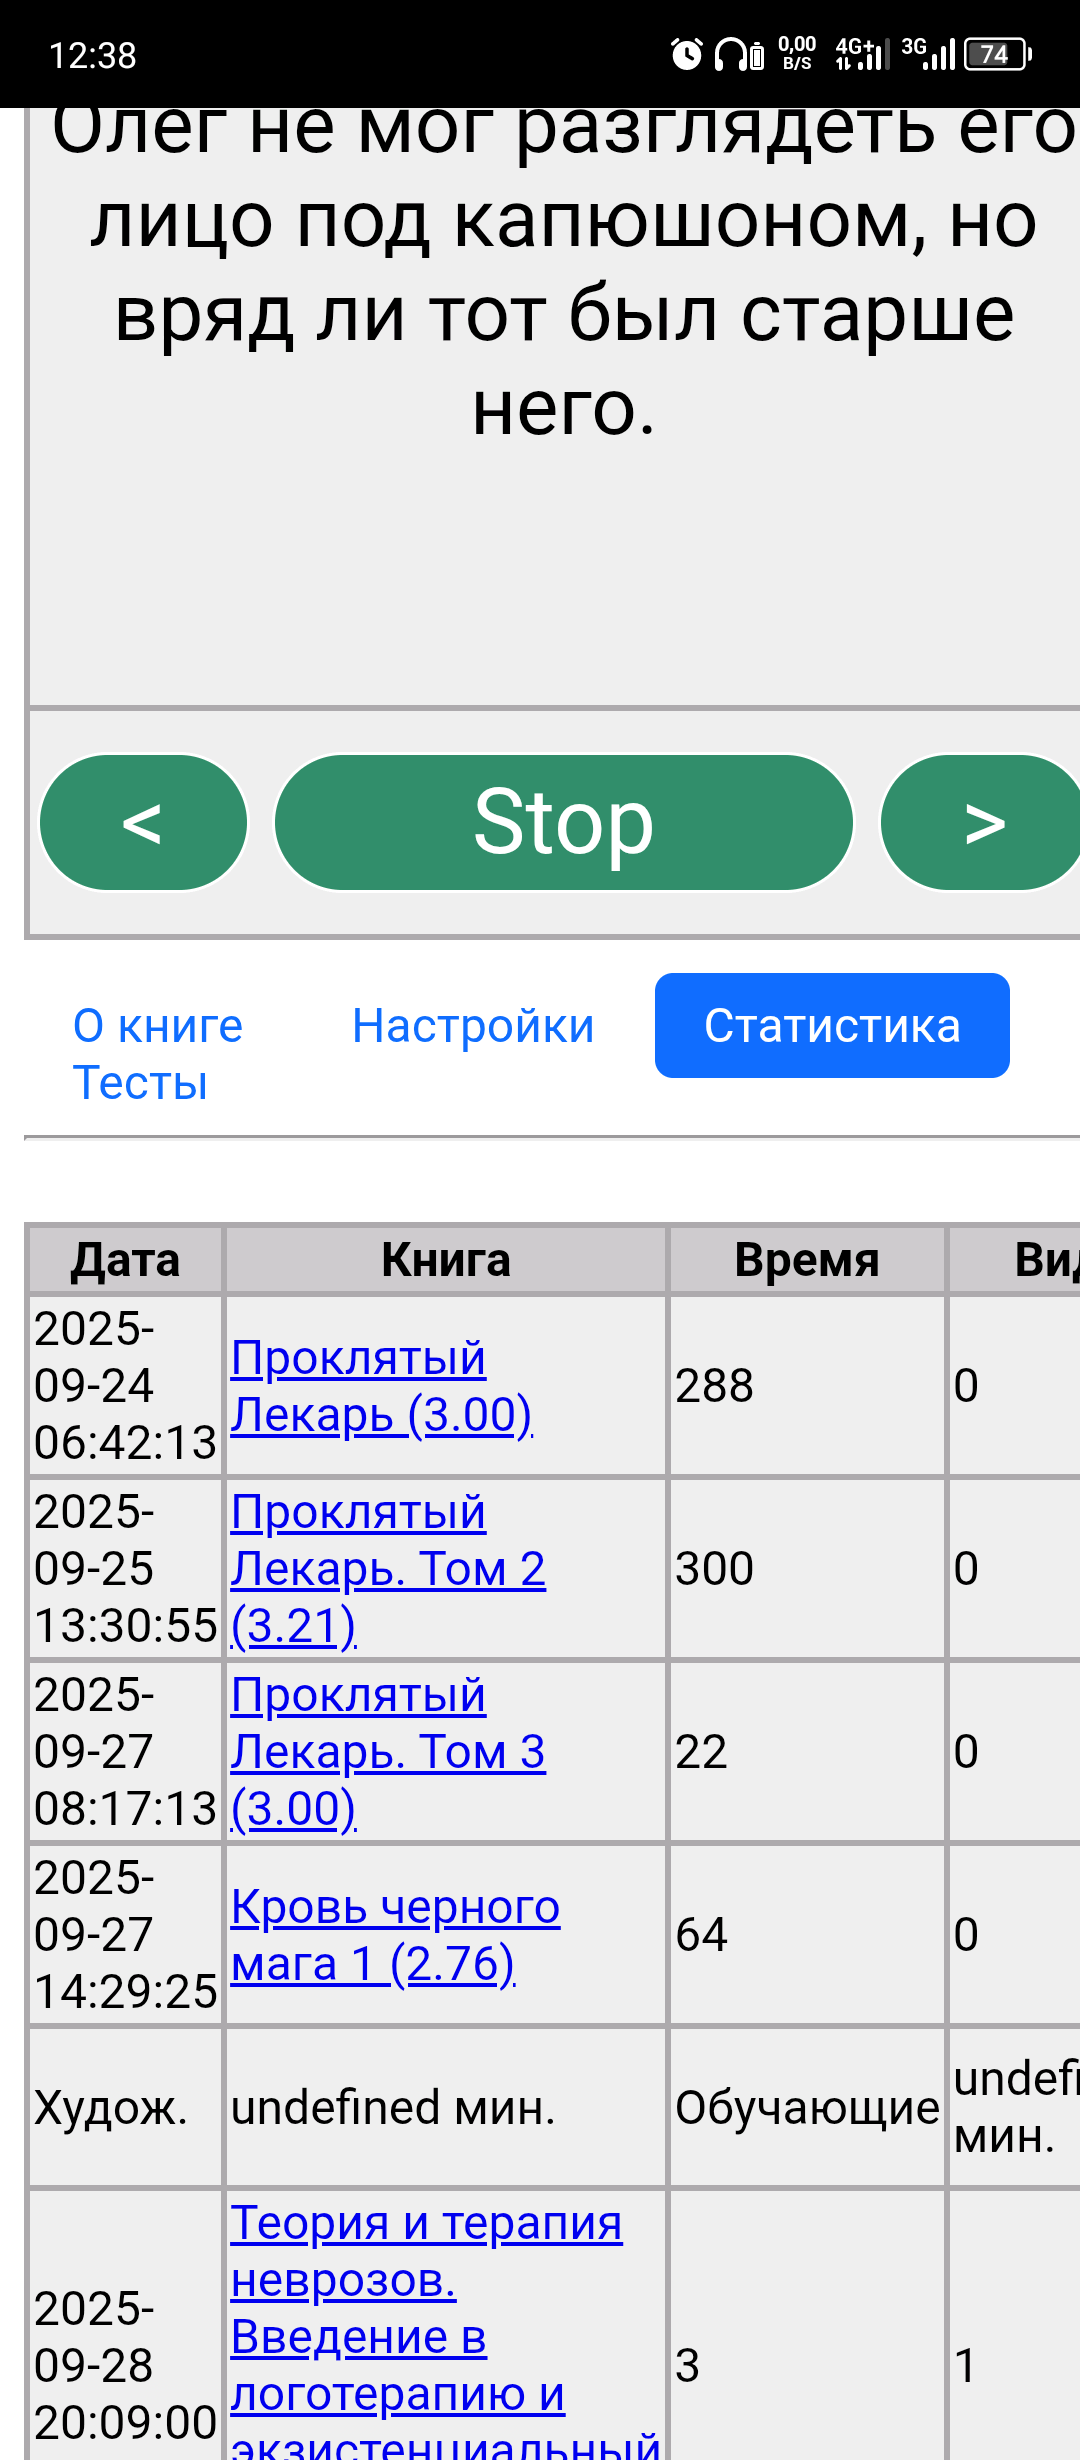 12:38
0,00
B/S
4G+
3G
74
Олег не мог разглядеть его
лицо под капюшоном, но
вряд ли тот был старше
него.
<
Stop
>
О книге
Настройки
Статистика
Тесты
Дата
Книга
Время
Вид
2025-
09-24
06:42:13
Проклятый
Лекарь (3.00)
288
0
2025-
09-25
13:30:55
Проклятый
Лекарь. Том 2
(3.21)
300
0
2025-
09-27
08:17:13
Проклятый
Лекарь. Том 3
(3.00)
22
0
2025-
09-27
14:29:25
Кровь черного
мага 1 (2.76)
64
0
Худож.
undefined мин.
Обучающие
undefi
мин.
2025-
09-28
20:09:00
Теория и терапия
неврозов.
Введение в
логотерапию и
экзистенциальный
3
1